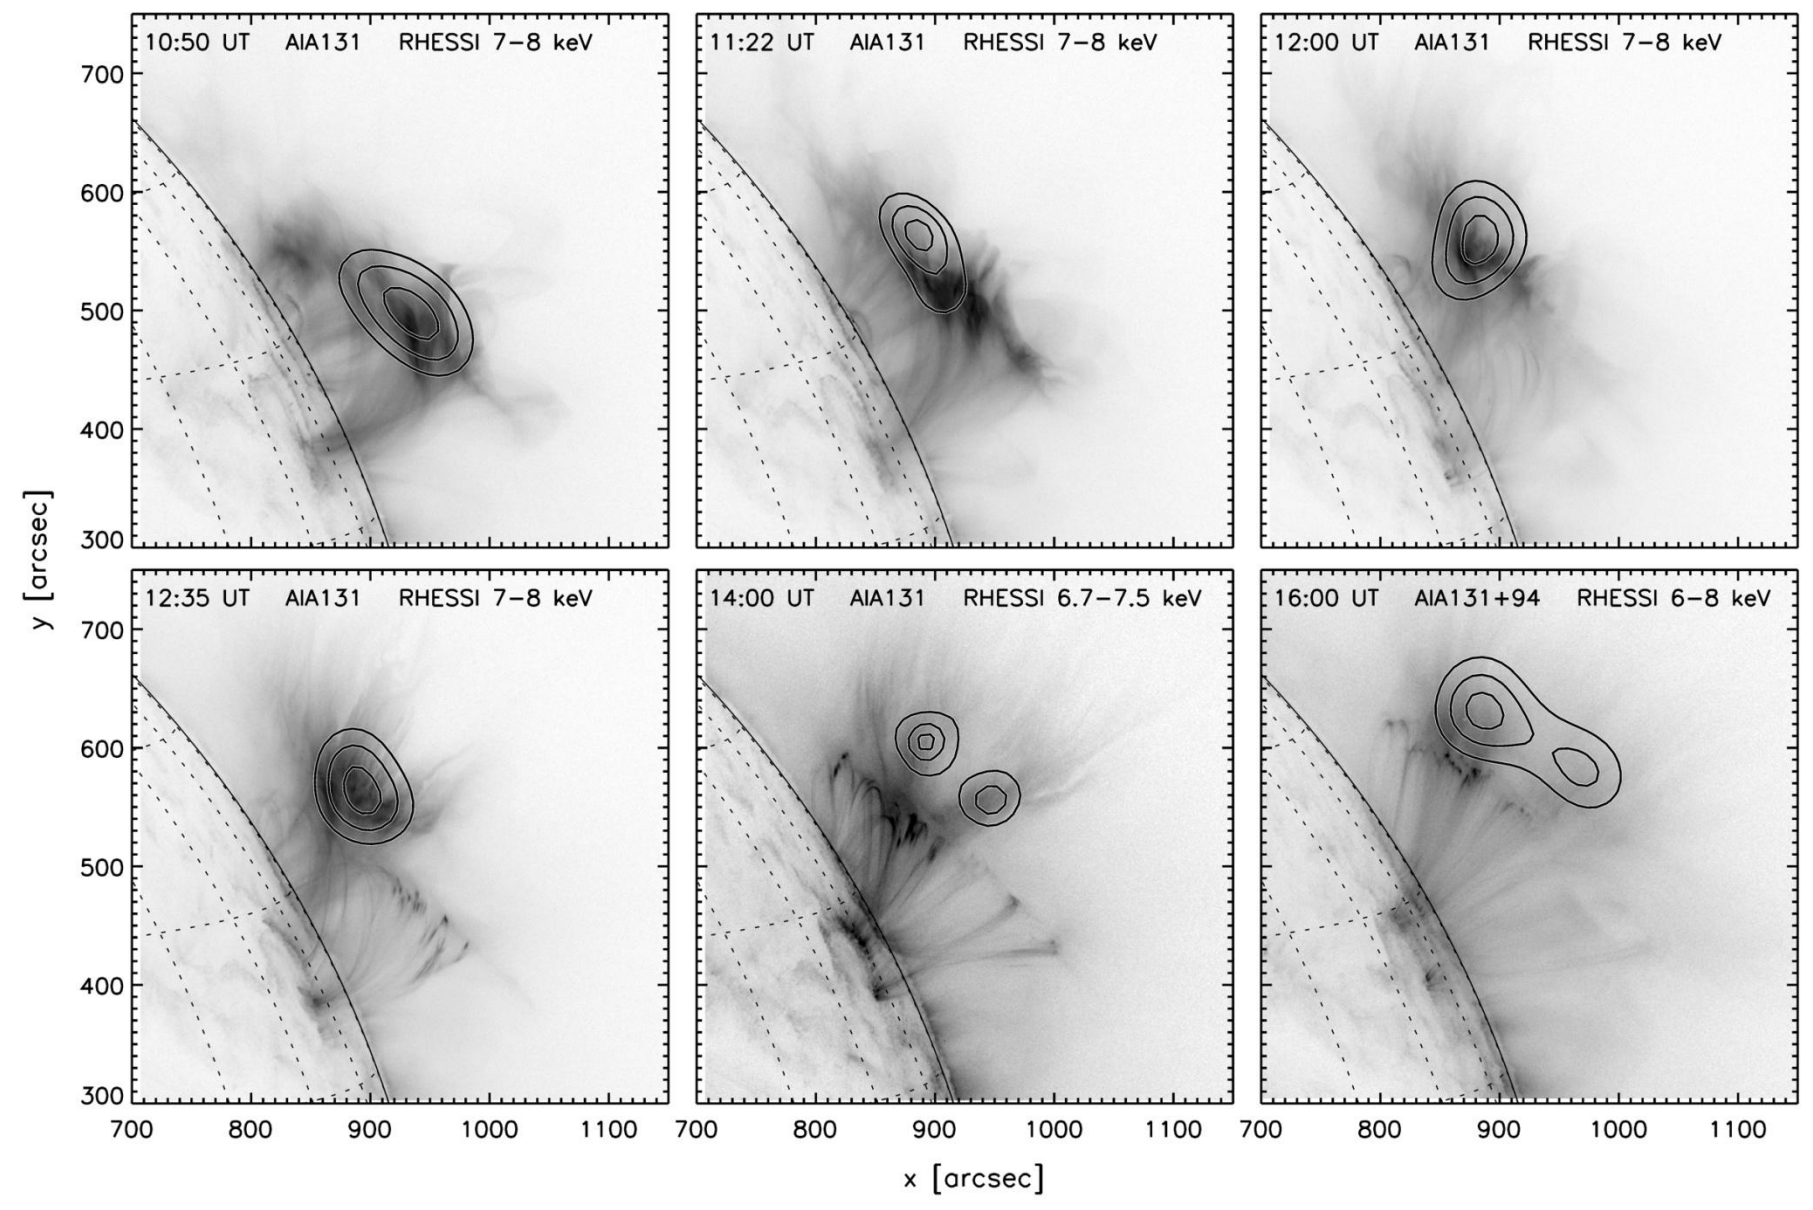 10:50 UT AIA131 RHESSI 7-8 keV
11:22 UT AIA131 RHESSI 7-8 keV
12:00 UT AIA131 RHESSI 7-8 keV
700
600
500
400
300
y [arcsec]
12:35 UT AIA131 RHESSI 7-8 keV
14:00 UT AIA131 RHESSI 6.7-7.5 keV
16:00 UT AIA131+94 RHESSI 6-8 keV
700
600
500
400
300
700 800 900 1000 1100
700 800 900 1000 1100
700 800 900 1000 1100
x [arcsec]